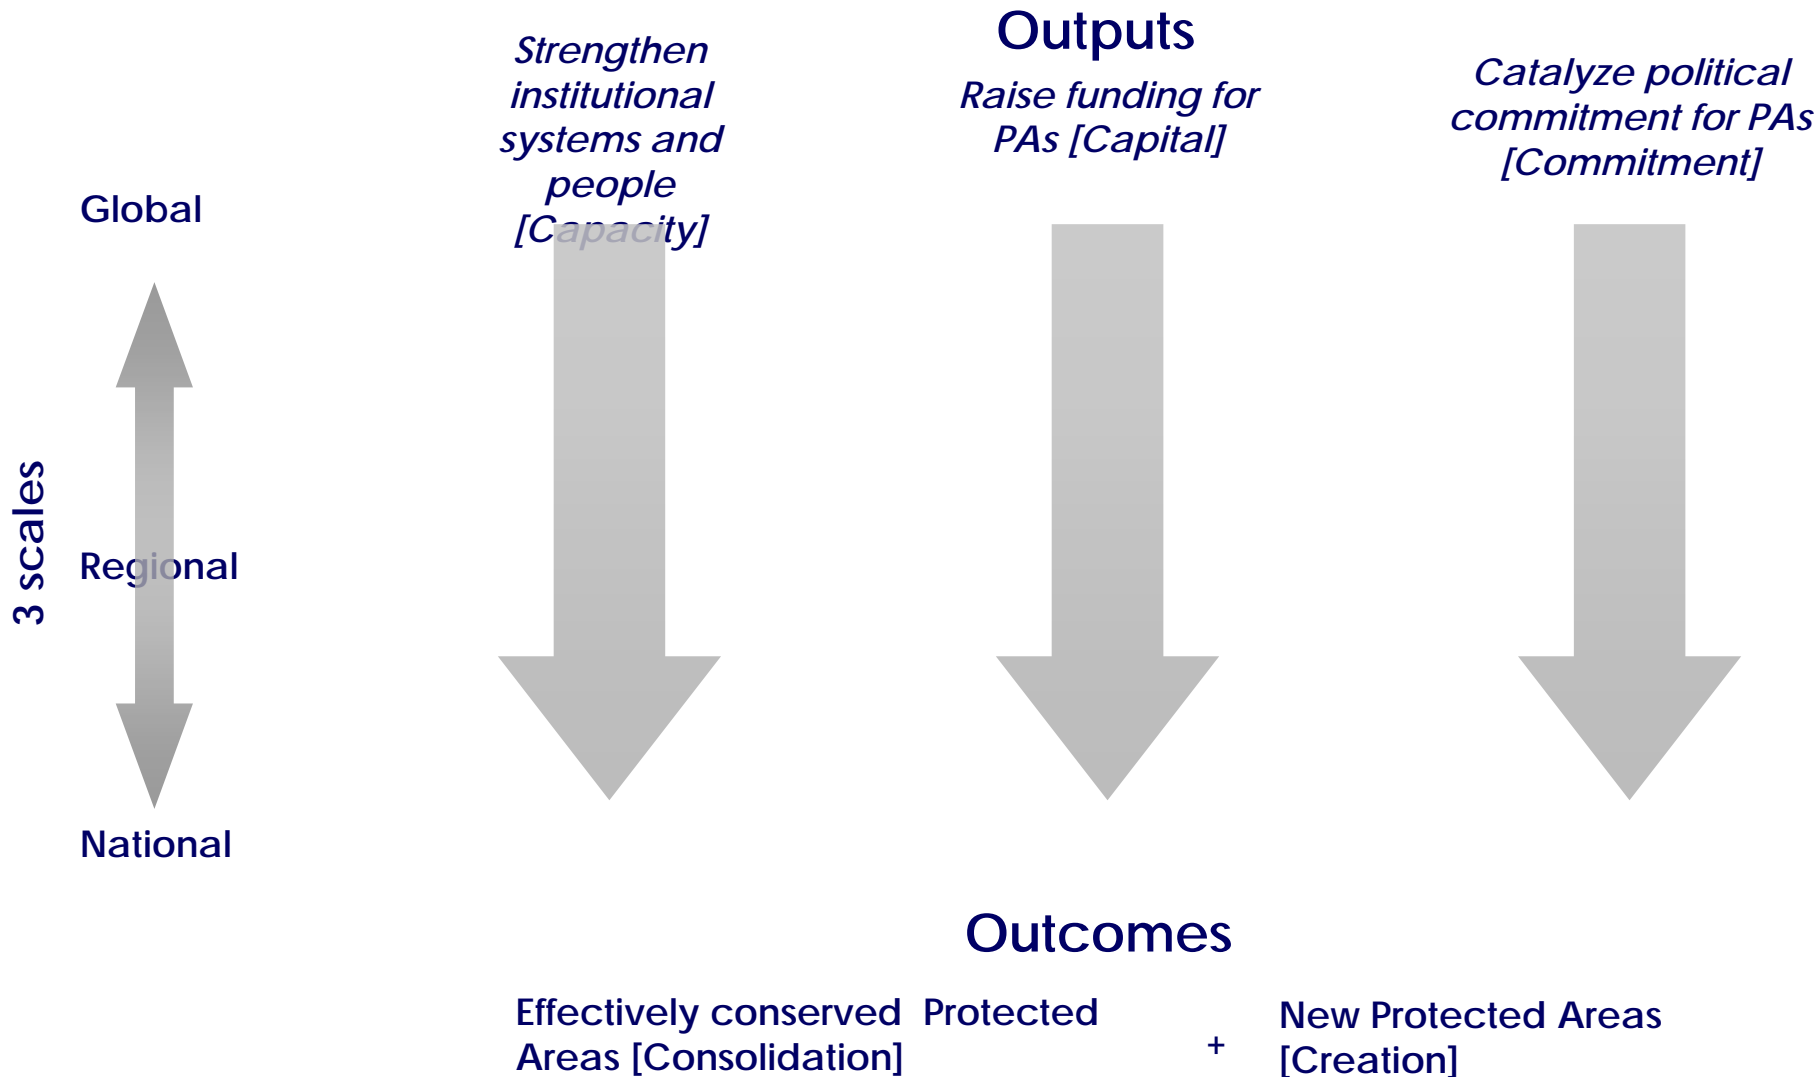 Outputs
Strengthen
institutional
systems and
people
[Capacity]
Raise funding for
PAs [Capital]
Catalyze political
commitment for PAs
[Commitment]
Global
3 scales
Regional
National
Outcomes
Effectively conserved Protected
Areas [Consolidation]
+
New Protected Areas
[Creation]